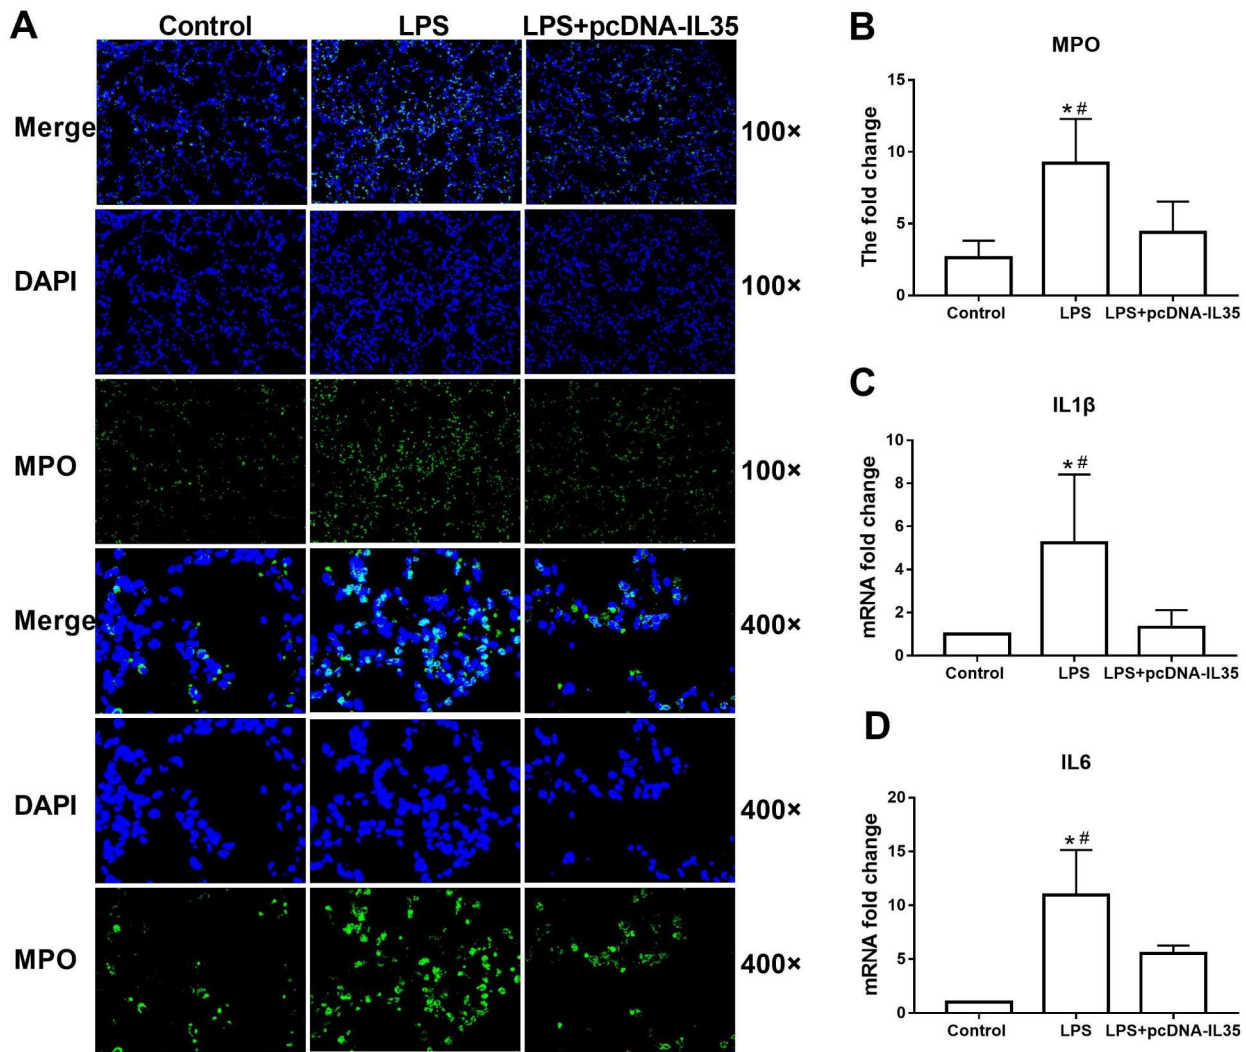 A
Control LPS LPS+pcDNA-IL35
Merge 100×
DAPI 100×
MPO 100×
Merge 400×
DAPI 400×
MPO 400×
B
MPO
The fold change
15
10
5
0
*#
Control LPS LPS+pcDNA-IL35
C
IL1β
mRNA fold change
10
8
6
4
2
0
*#
Control LPS LPS+pcDNA-IL35
D
IL6
mRNA fold change
20
15
10
5
0
*#
Control LPS LPS+pcDNA-IL35